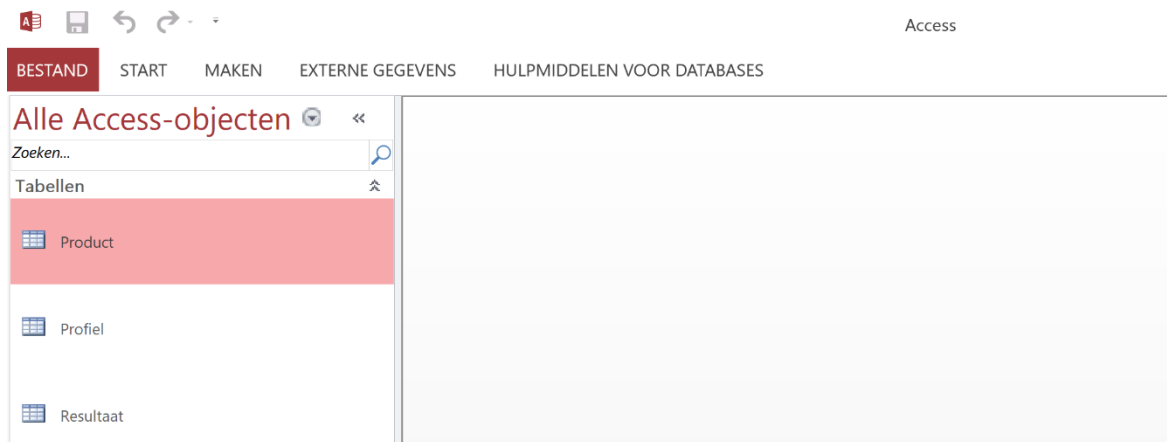 Access
BESTAND START MAKEN EXTERNE GEGEVENS HULPMIDDELEN VOOR DATABASES
Alle Access-objecten
Zoeken...
Tabellen
Product
Profiel
Resultaat